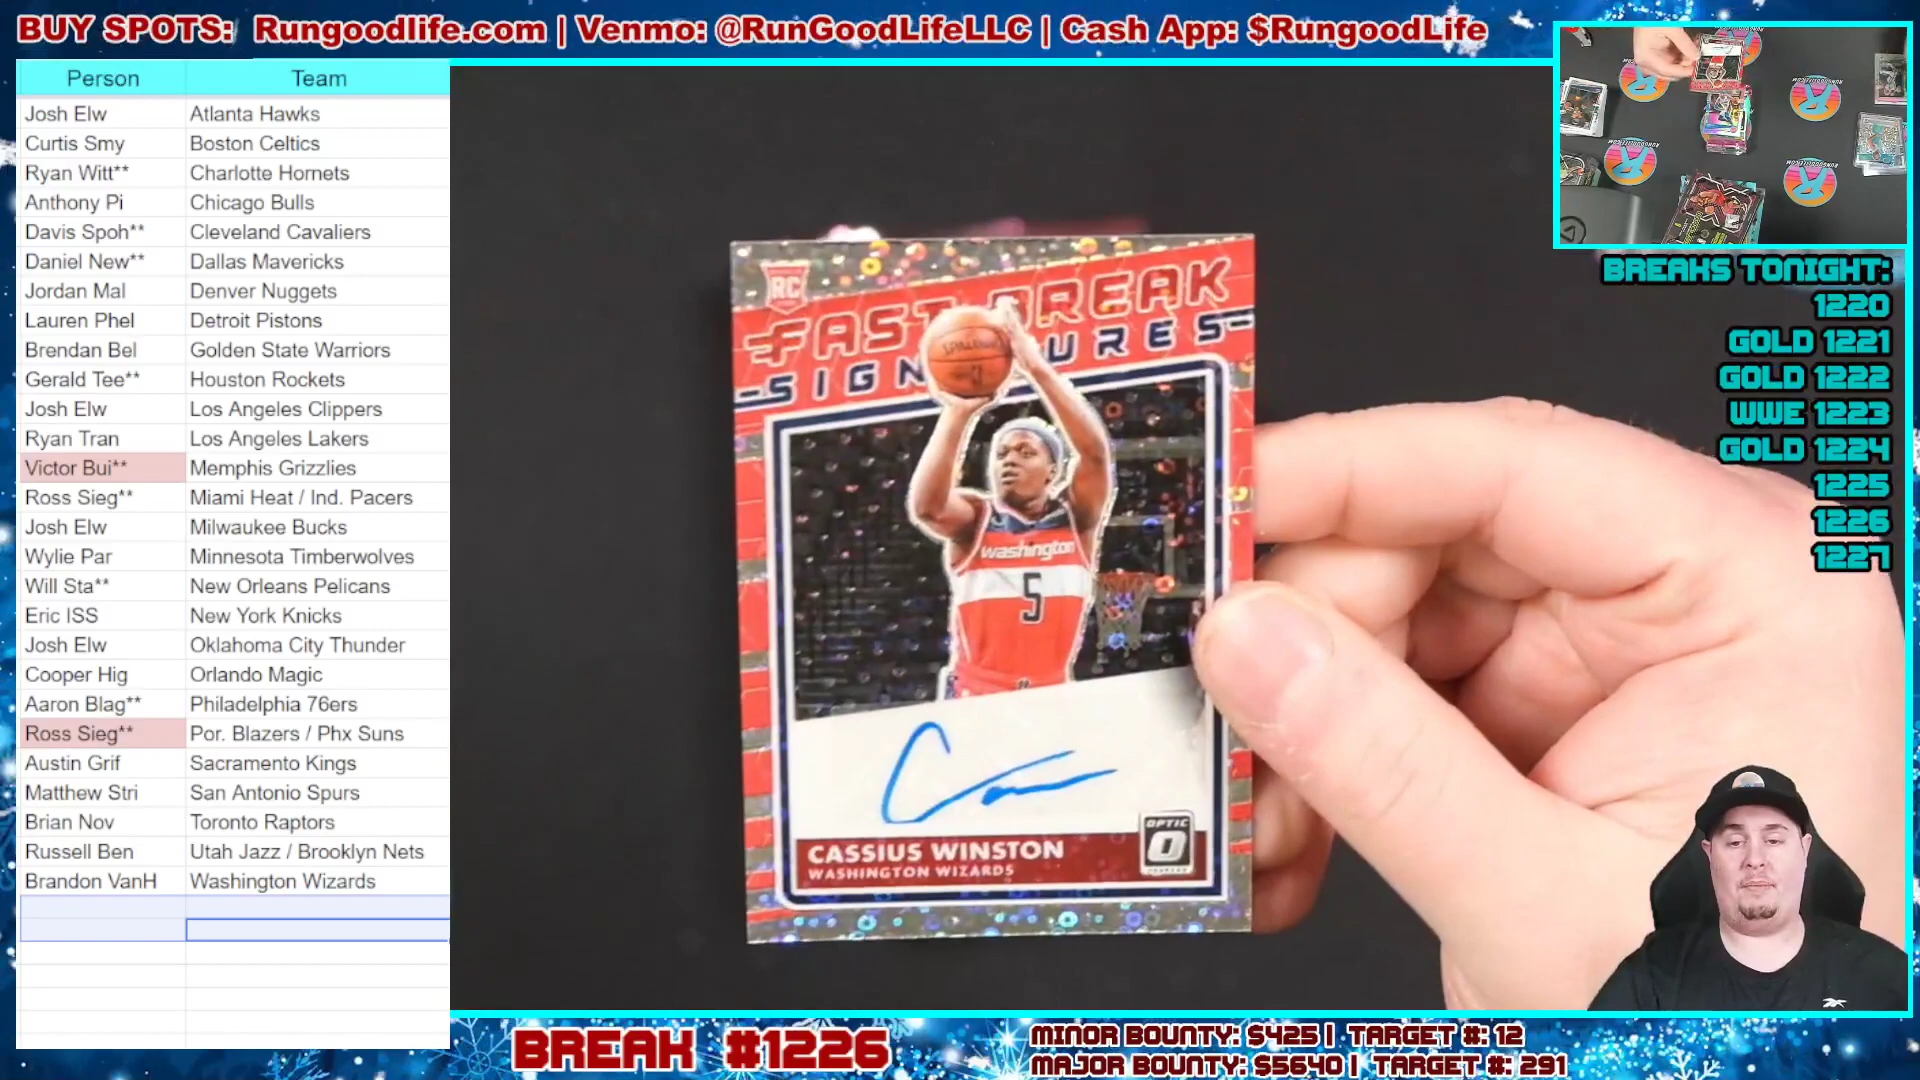 BUY SPOTS: Rungoodlife.com | Venmo: @RunGoodLifeLLC | Cash App: $RungoodLife
Person Team
Josh Elw Atlanta Hawks
Curtis Smy Boston Celtics
Ryan Witt** Charlotte Hornets
Anthony Pi Chicago Bulls
Davis Spoh** Cleveland Cavaliers
Daniel New** Dallas Mavericks
Jordan Mal Denver Nuggets
Lauren Phel Detroit Pistons
Brendan Bel Golden State Warriors
Gerald Tee** Houston Rockets
Josh Elw Los Angeles Clippers
Ryan Tran Los Angeles Lakers
Victor Bui** Memphis Grizzlies
Ross Sieg** Miami Heat / Ind. Pacers
Josh Elw Milwaukee Bucks
Wylie Par Minnesota Timberwolves
Will Sta** New Orleans Pelicans
Eric ISS New York Knicks
Josh Elw Oklahoma City Thunder
Cooper Hig Orlando Magic
Aaron Blag** Philadelphia 76ers
Ross Sieg** Por. Blazers / Phx Suns
Austin Grif Sacramento Kings
Matthew Stri San Antonio Spurs
Brian Nov Toronto Raptors
Russell Ben Utah Jazz / Brooklyn Nets
Brandon VanH Washington Wizards
RC
FAST BREAK
SIGNATURES
SPALDING
washington
5
CASSIUS WINSTON
WASHINGTON WIZARDS
OPTIC
BREAKS TONIGHT:
1220
GOLD 1221
GOLD 1222
WWE 1223
GOLD 1224
1225
1226
1227
BREAK #1226
MINOR BOUNTY: $425 | TARGET #: 12
MAJOR BOUNTY: $5640 | TARGET #: 291